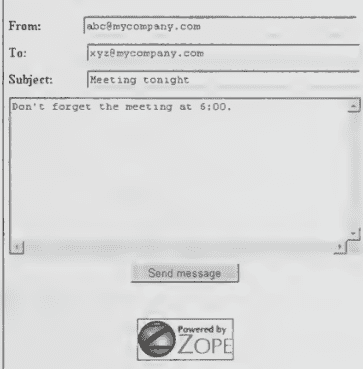 From:
abc@mycompany.com
To:
xyz@mycompany.com
Subject:
Meeting tonight
Don't forget the meeting at 6:00.
Send message
Powered by
ZOPE